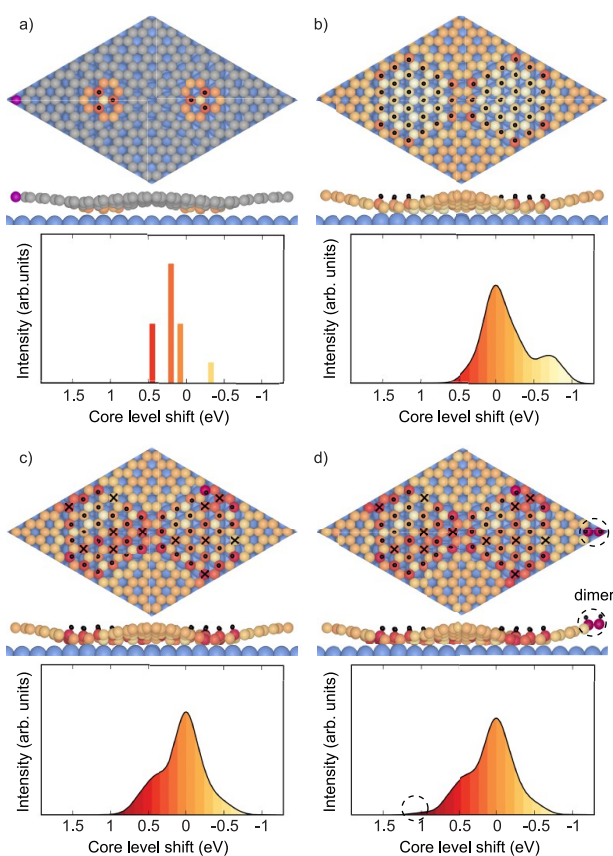 a)
b)
Intensity (arb.units)
1.5 1 0.5 0 -0.5 -1
Core level shift (eV)
Intensity (arb.units)
1.5 1 0.5 0 -0.5 -1
Core level shift (eV)
c)
d)
dimer
Intensity (arb. units)
1.5 1 0.5 0 -0.5 -1
Core level shift (eV)
Intensity (arb. units)
1.5 1 0.5 0 -0.5 -1
Core level shift (eV)